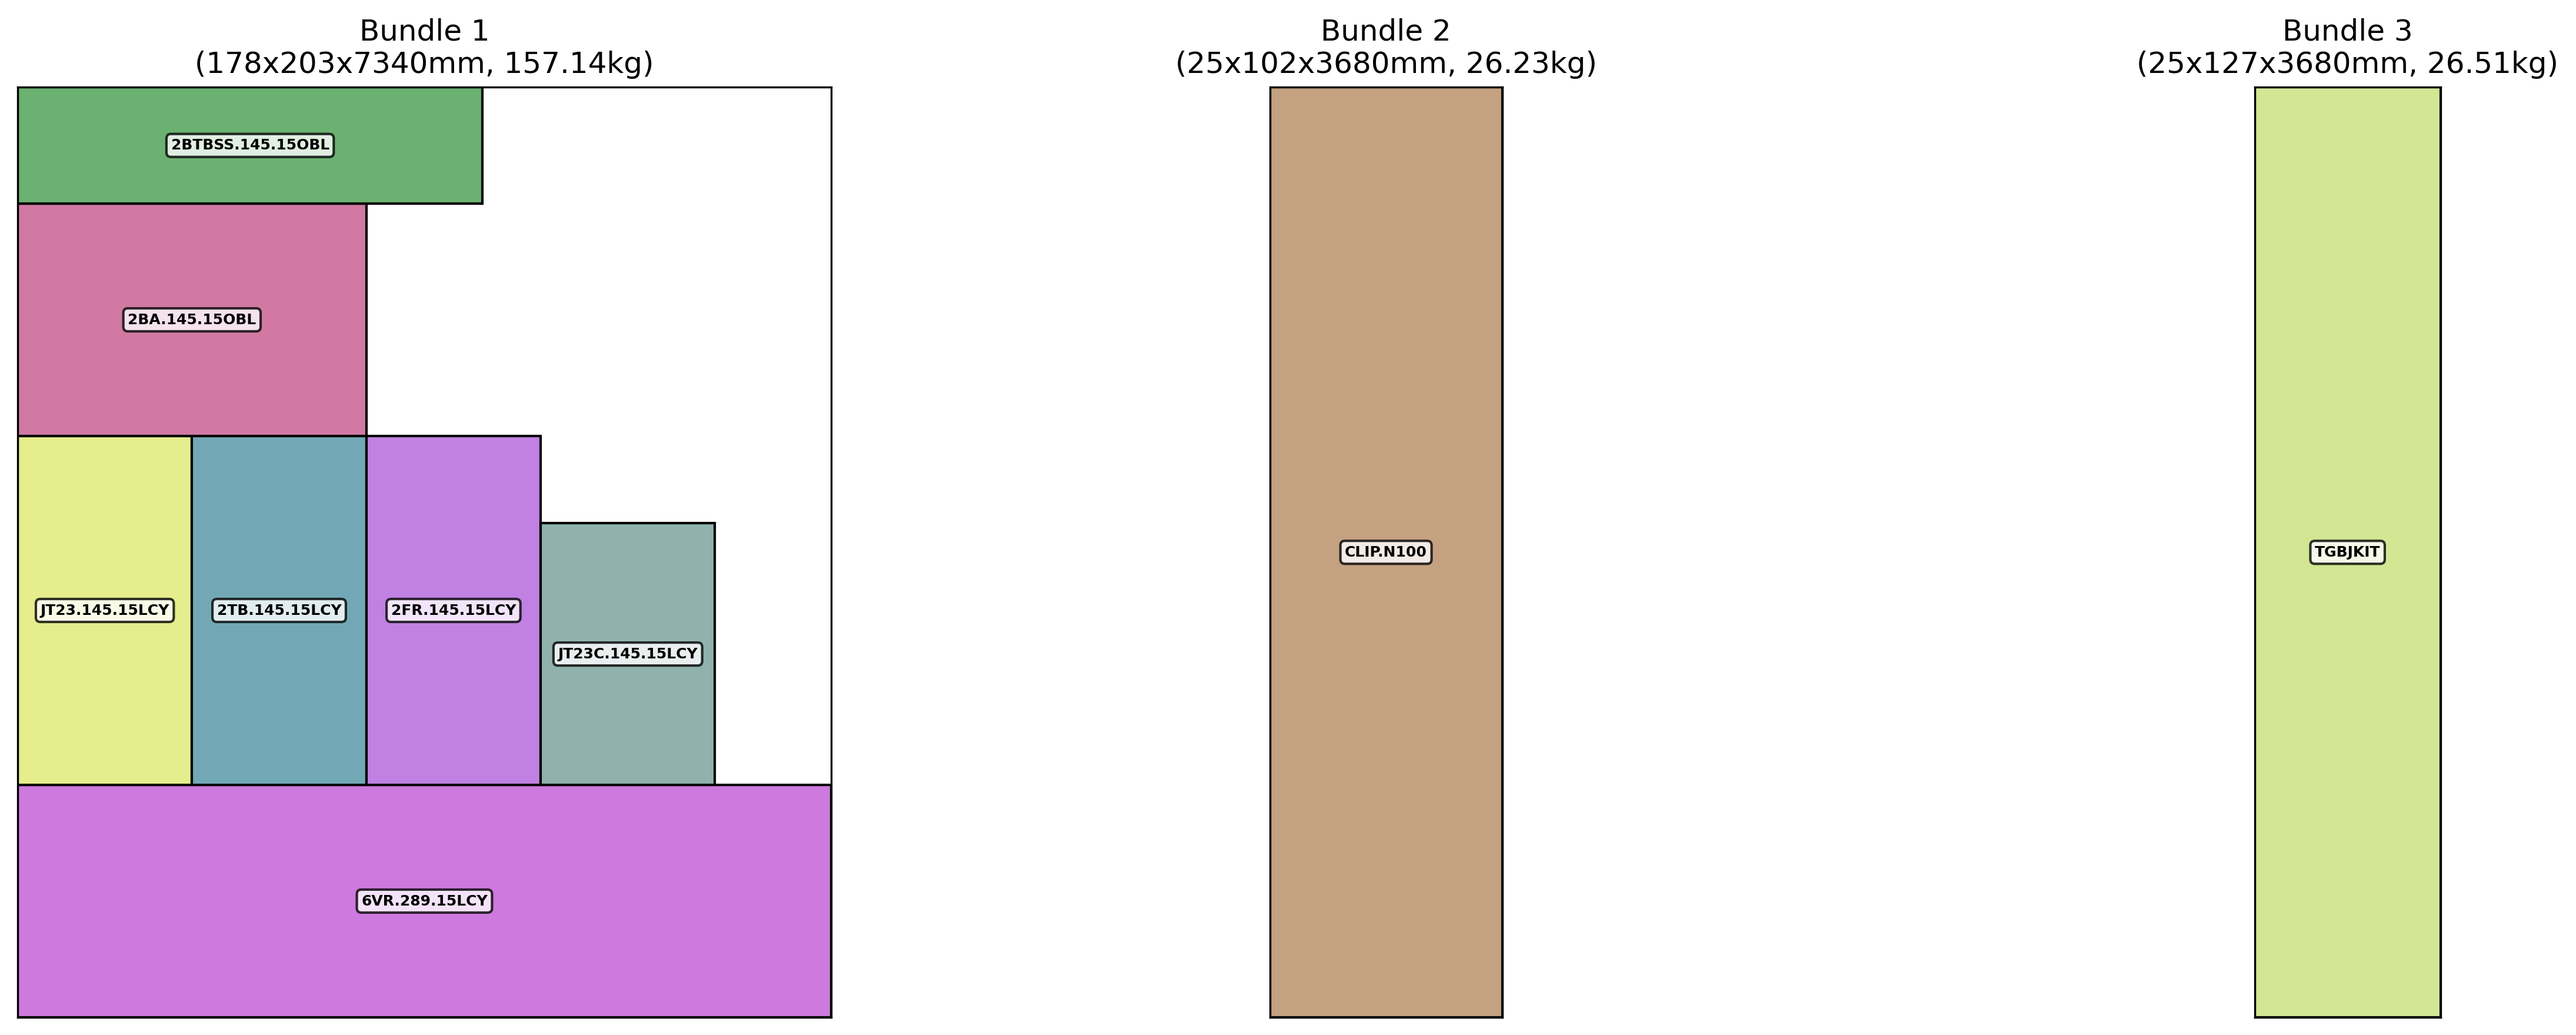 Bundle 1
(178x203x7340mm, 157.14kg)
2BTBSS.145.15OBL
2BA.145.15OBL
JT23.145.15LCY
2TB.145.15LCY
2FR.145.15LCY
JT23C.145.15LCY
6VR.289.15LCY
Bundle 2
(25x102x3680mm, 26.23kg)
CLIP.N100
Bundle 3
(25x127x3680mm, 26.51kg)
TGBJKIT